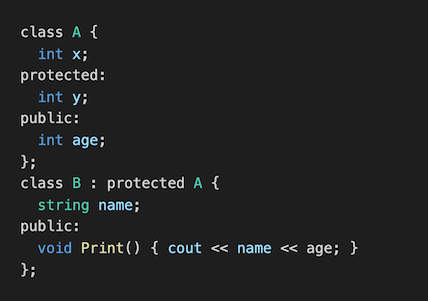 class A {
  int x;
protected:
  int y;
public:
  int age;
};
class B : protected A {
  string name;
public:
  void Print() { cout << name << age; }
};